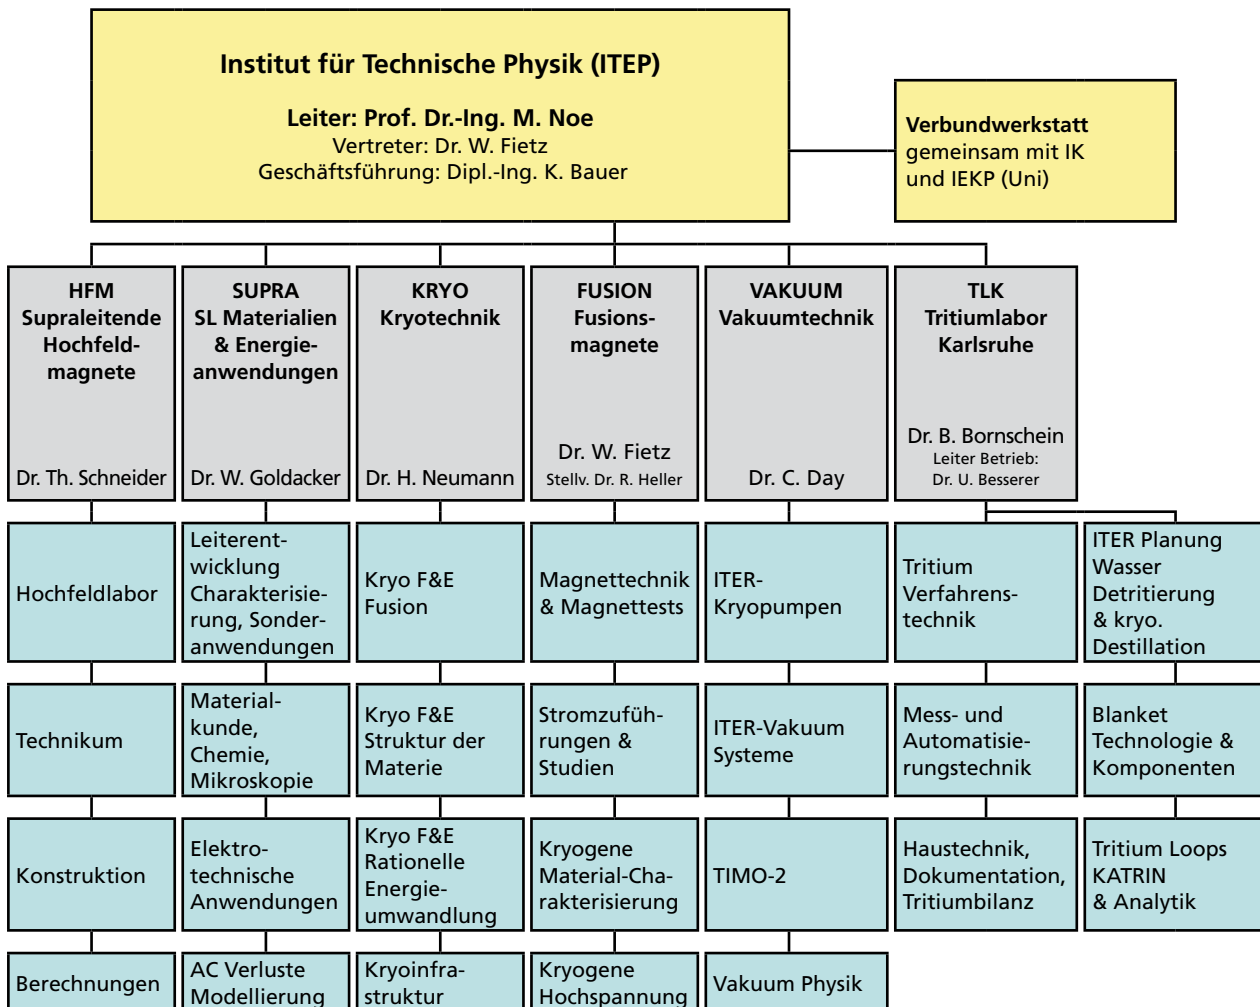 Institut für Technische Physik (ITEP)
Leiter: Prof. Dr.-Ing. M. Noe
Vertreter: Dr. W. Fietz
Geschäftsführung: Dipl.-Ing. K. Bauer
Verbundwerkstatt
gemeinsam mit IK
und IEKP (Uni)
HFM
Supraleitende
Hochfeld-
magnete
Dr. Th. Schneider
SUPRA
SL Materialien
& Energie-
anwendungen
Dr. W. Goldacker
KRYO
Kryotechnik
Dr. H. Neumann
FUSION
Fusions-
magnete
Dr. W. Fietz
Stellv. Dr. R. Heller
VAKUUM
Vakuumtechnik
Dr. C. Day
TLK
Tritiumlabor
Karlsruhe
Dr. B. Bornschein
Leiter Betrieb:
Dr. U. Besserer
Hochfeldlabor
Leiterent-
wicklung
Charakterisie-
rung, Sonder-
anwendungen
Kryo F&E
Fusion
Magnettechnik
& Magnettests
ITER-
Kryopumpen
Tritium
Verfahrens-
technik
ITER Planung
Wasser
Detritierung
& kryo.
Destillation
Technikum
Material-
kunde,
Chemie,
Mikroskopie
Kryo F&E
Struktur der
Materie
Stromzufüh-
rungen &
Studien
ITER-Vakuum
Systeme
Mess- und
Automatisie-
rungstechnik
Blanket
Technologie &
Komponenten
Konstruktion
Elektro-
technische
Anwendungen
Kryo F&E
Rationelle
Energie-
umwandlung
Kryogene
Material-Cha-
rakterisierung
TIMO-2
Haustechnik,
Dokumentation,
Tritiumbilanz
Tritium Loops
KATRIN
& Analytik
Berechnungen
AC Verluste
Modellierung
Kryoinfra-
struktur
Kryogene
Hochspannung
Vakuum Physik